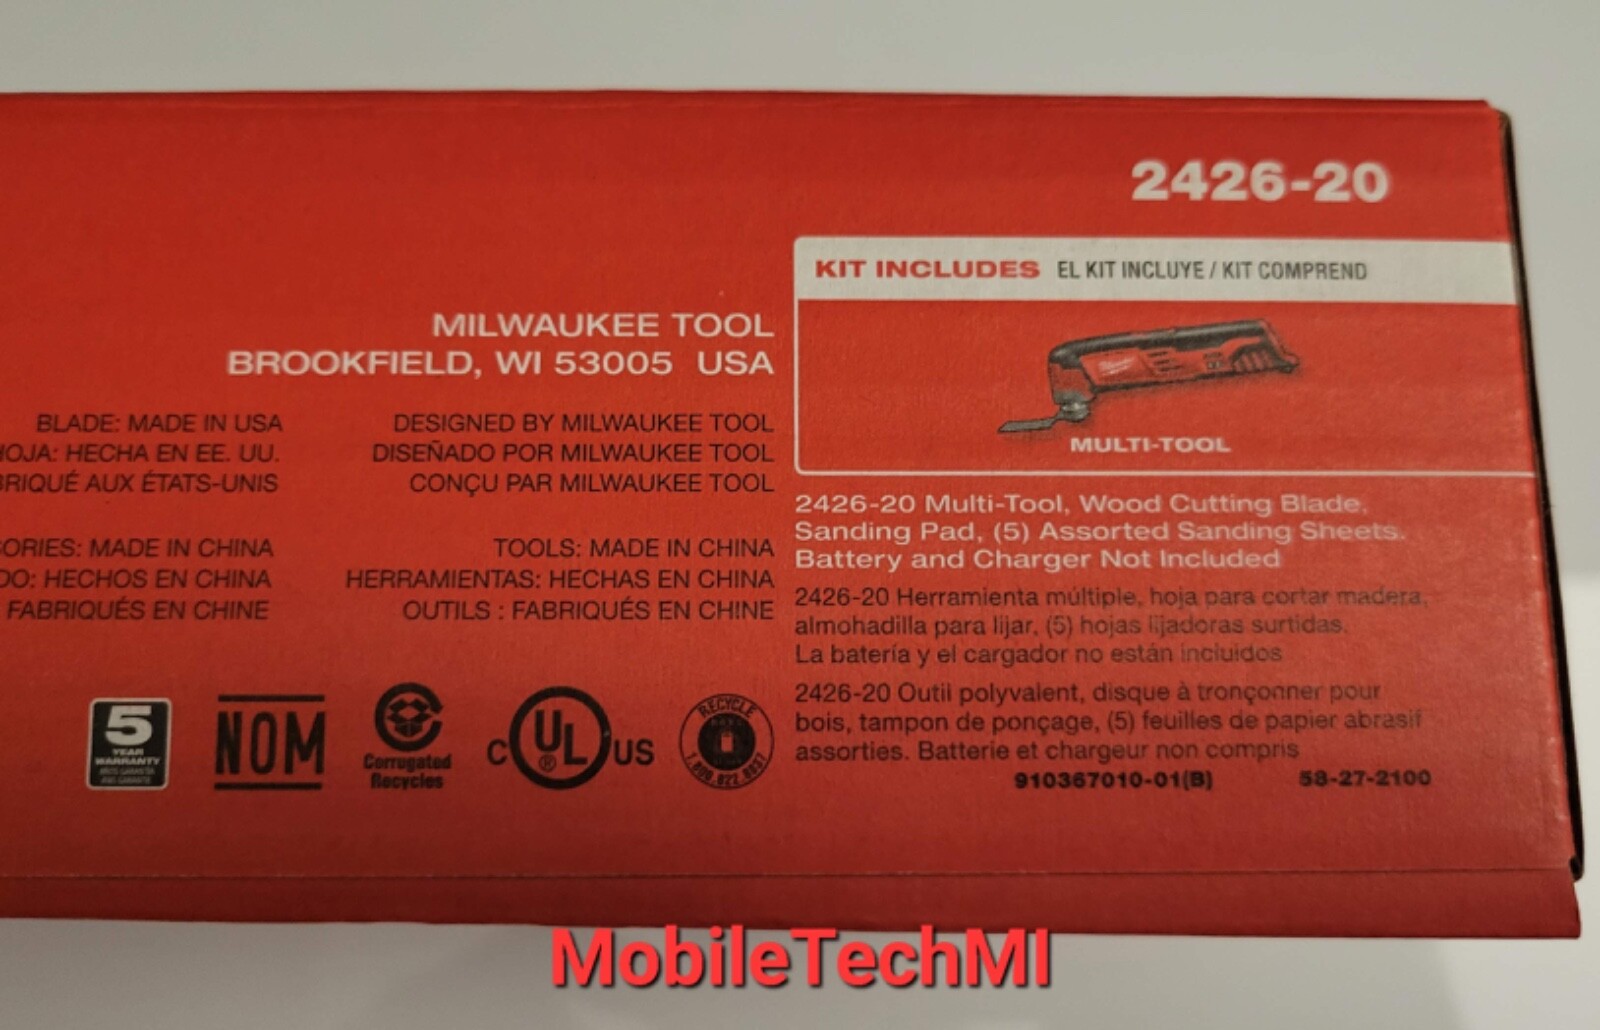 2426-20
KIT INCLUDES EL KIT INCLUYE / KIT COMPREND
MULTI-TOOL
MILWAUKEE TOOL
BROOKFIELD, WI 53005 USA
BLADE: MADE IN USA
HOJA: HECHA EN EE. UU.
AUX ÉTATS-UNIS
DESIGNED BY MILWAUKEE TOOL
DISEÑADO POR MILWAUKEE TOOL
CONÇU PAR MILWAUKEE TOOL
MADE IN CHINA
HECHOS EN CHINA
FABRIQUÉS EN CHINE
TOOLS: MADE IN CHINA
HERRAMIENTAS: HECHAS EN CHINA
OUTILS : FABRIQUÉS EN CHINE
2426-20 Multi-Tool, Wood Cutting Blade,
Sanding Pad, (5) Assorted Sanding Sheets.
Battery and Charger Not Included
2426-20 Herramienta múltiple, hoja para cortar madera,
almohadilla para lijar, (5) hojas lijadoras surtidas.
La batería y el cargador no están incluidos
2426-20 Outil polyvalent, disque à tronçonner pour
bois, tampon de ponçage, (5) feuilles de papier abrasif
assorties. Batterie et chargeur non compris
910367010-01(B) 58-27-2100
5
YEAR
WARRANTY
NOM
Corrugated
Recycles
C UL US
®
RECYCLE
MobileTechMI